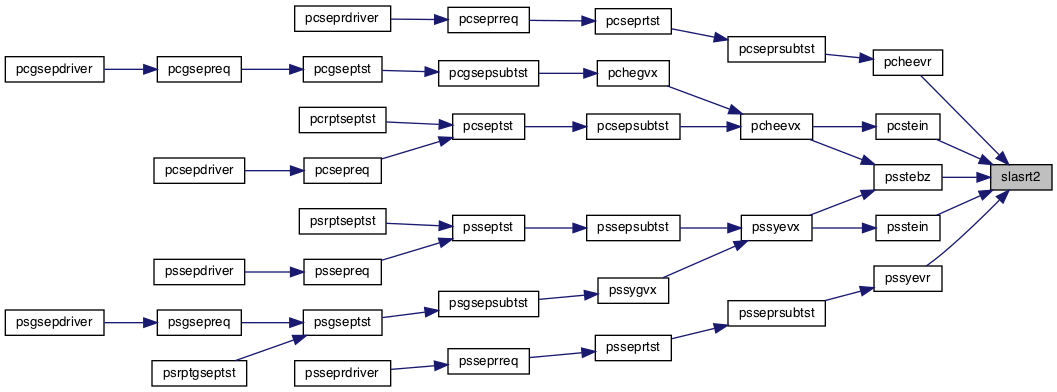 pcseprdriver
pcseprreq
pcseprtst
pcseprsubtst
pcheevr
pcgsepdriver
pcgsepreq
pcgseptst
pcgsepsubtst
pchegvx
pcrptseptst
pcseptst
pcsepsubtst
pcheevx
pcstein
pcsepdriver
pcsepreq
psstebz
slasrt2
psrptseptst
psseptst
pssepsubtst
pssyevx
psstein
pssepdriver
pssepreq
pssyevr
pssygvx
psgsepsubtst
psgsepdriver
psgsepreq
psgseptst
psseprsubtst
psseprtst
psrptgseptst
psseprdriver
psseprreq